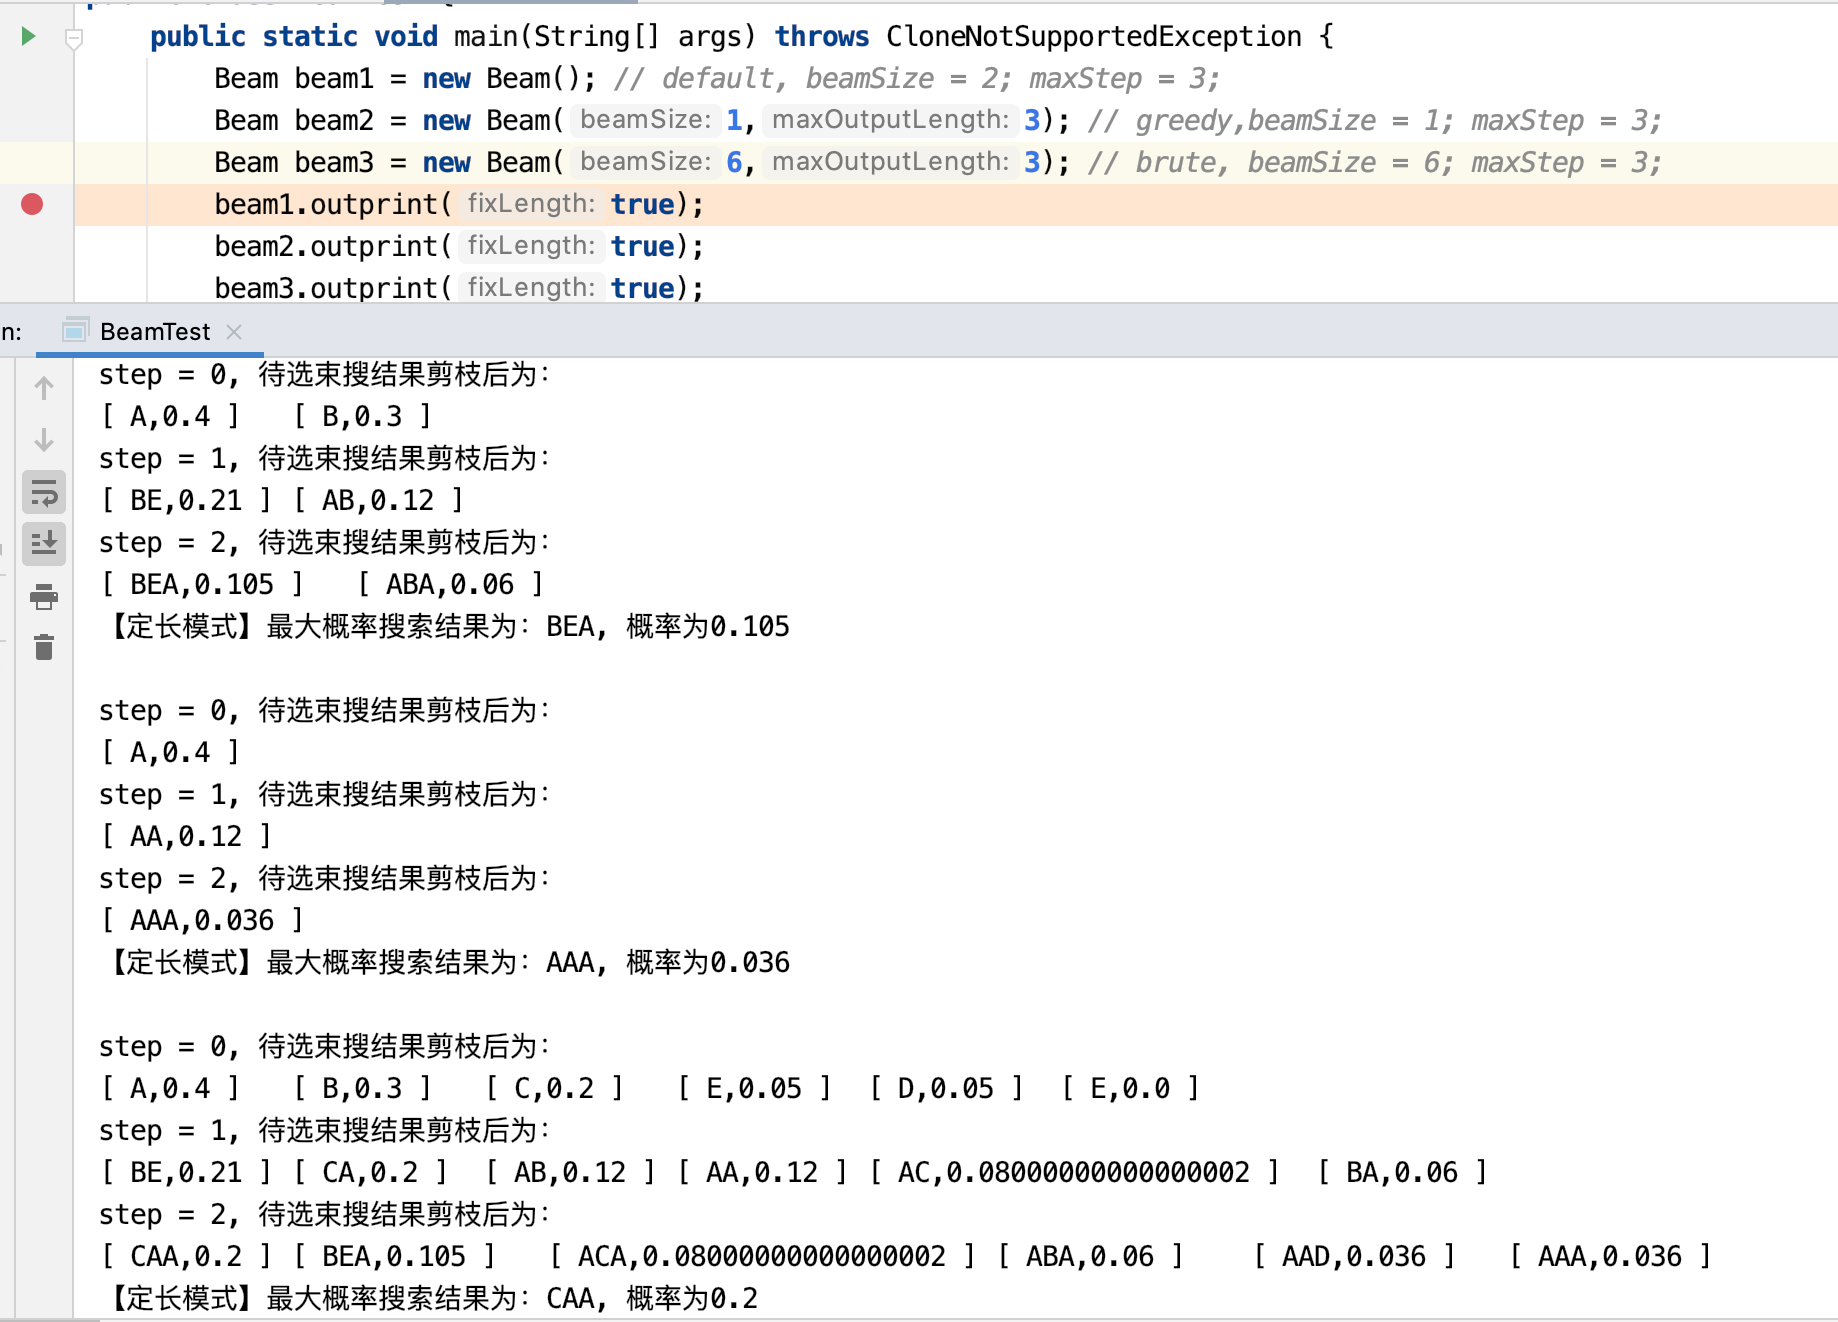 public static void main(String[] args) throws CloneNotSupportedException {
Beam beam1 = new Beam(); // default, beamSize = 2; maxStep = 3;
Beam beam2 = new Beam( beamSize: 1, maxOutputLength: 3); // greedy,beamSize = 1; maxStep = 3;
Beam beam3 = new Beam( beamSize: 6, maxOutputLength: 3); // brute, beamSize = 6; maxStep = 3;
beam1.outprint( fixLength: true);
beam2.outprint( fixLength: true);
beam3.outprint( fixLength: true);
n: BeamTest
step = 0, 待选束搜结果剪枝后为：
[ A,0.4 ] [ B,0.3 ]
step = 1, 待选束搜结果剪枝后为：
[ BE,0.21 ] [ AB,0.12 ]
step = 2, 待选束搜结果剪枝后为：
[ BEA,0.105 ] [ ABA,0.06 ]
【定长模式】最大概率搜索结果为：BEA, 概率为0.105
step = 0, 待选束搜结果剪枝后为：
[ A,0.4 ]
step = 1, 待选束搜结果剪枝后为：
[ AA,0.12 ]
step = 2, 待选束搜结果剪枝后为：
[ AAA,0.036 ]
【定长模式】最大概率搜索结果为：AAA, 概率为0.036
step = 0, 待选束搜结果剪枝后为：
[ A,0.4 ] [ B,0.3 ] [ C,0.2 ] [ E,0.05 ] [ D,0.05 ] [ E,0.0 ]
step = 1, 待选束搜结果剪枝后为：
[ BE,0.21 ] [ CA,0.2 ] [ AB,0.12 ] [ AA,0.12 ] [ AC,0.08000000000000002 ] [ BA,0.06 ]
step = 2, 待选束搜结果剪枝后为：
[ CAA,0.2 ] [ BEA,0.105 ] [ ACA,0.08000000000000002 ] [ ABA,0.06 ] [ AAD,0.036 ] [ AAA,0.036 ]
【定长模式】最大概率搜索结果为：CAA, 概率为0.2